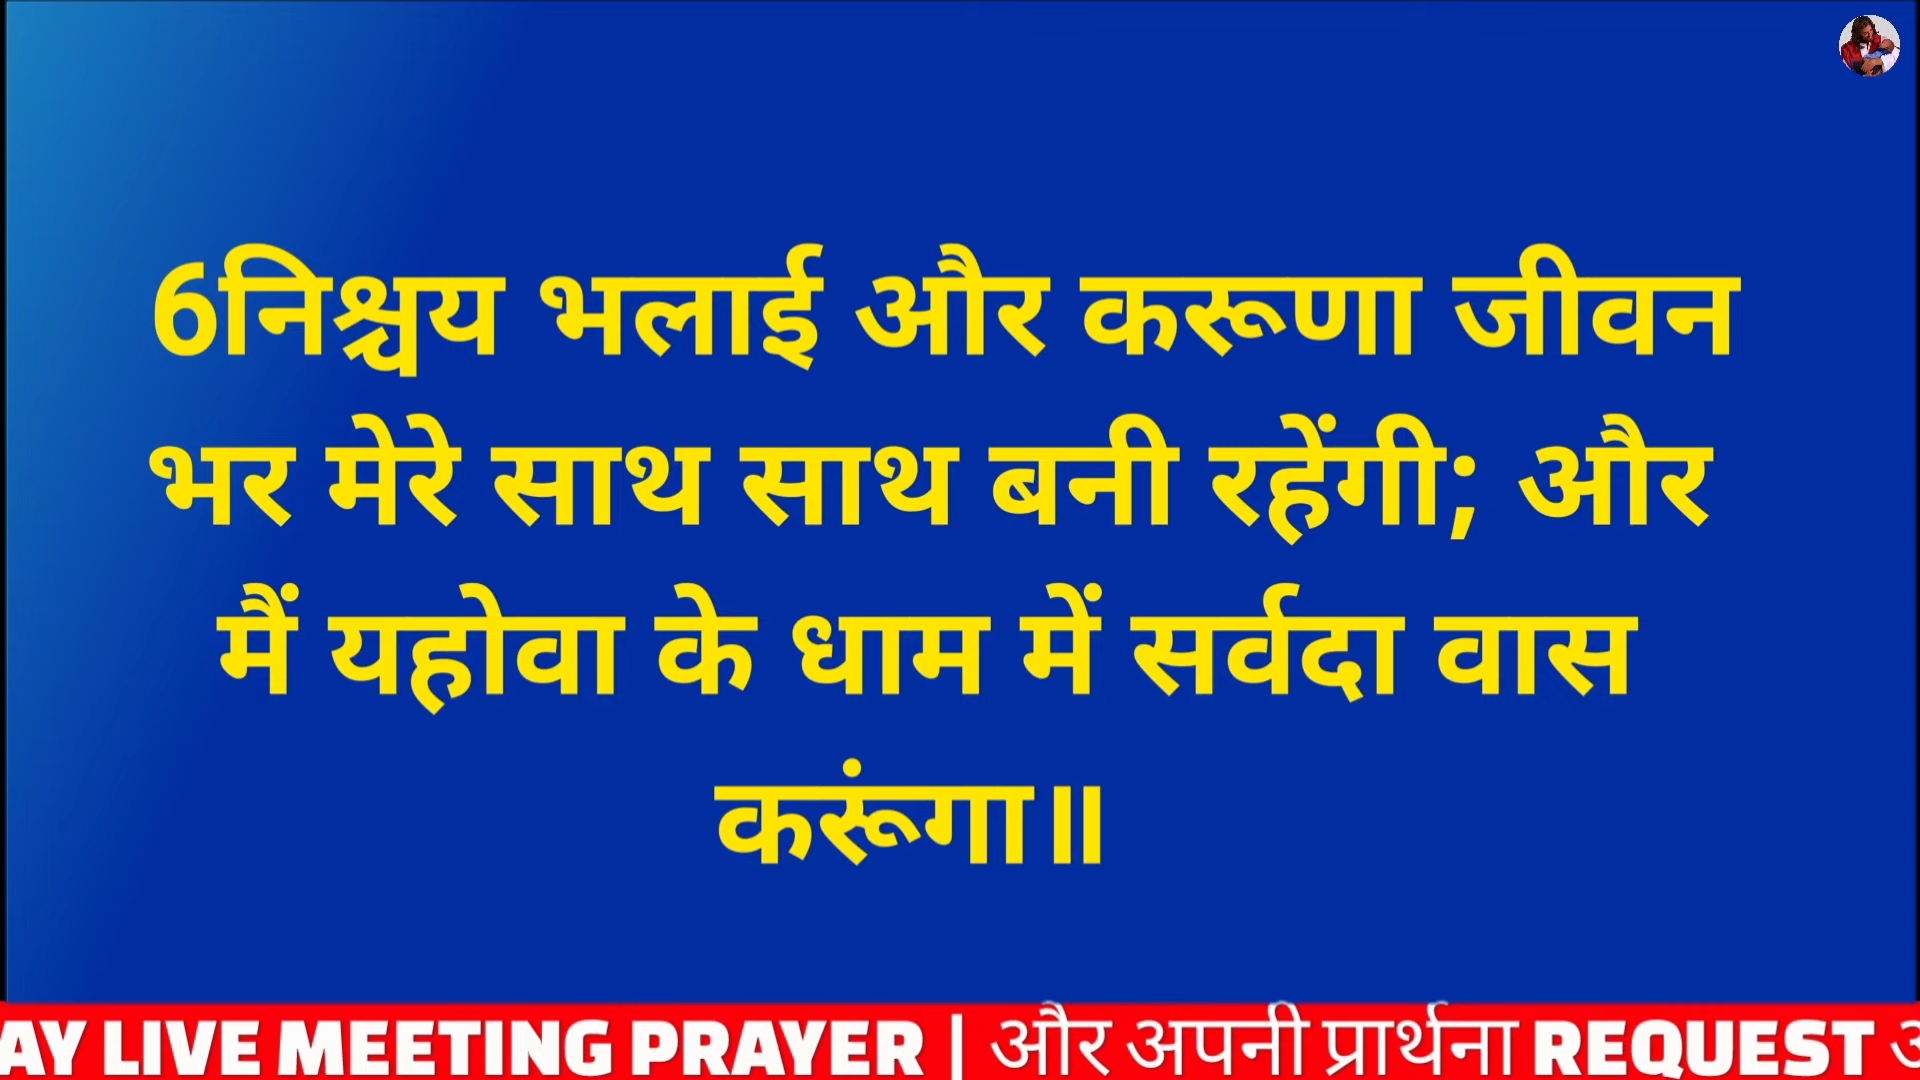 6निश्चय भलाई और करूणा जीवन
भर मेरे साथ साथ बनी रहेंगी; और
मैं यहोवा के धाम में सर्वदा वास
करूंगा॥
AY LIVE MEETING PRAYER | और अपनी प्रार्थना REQUEST